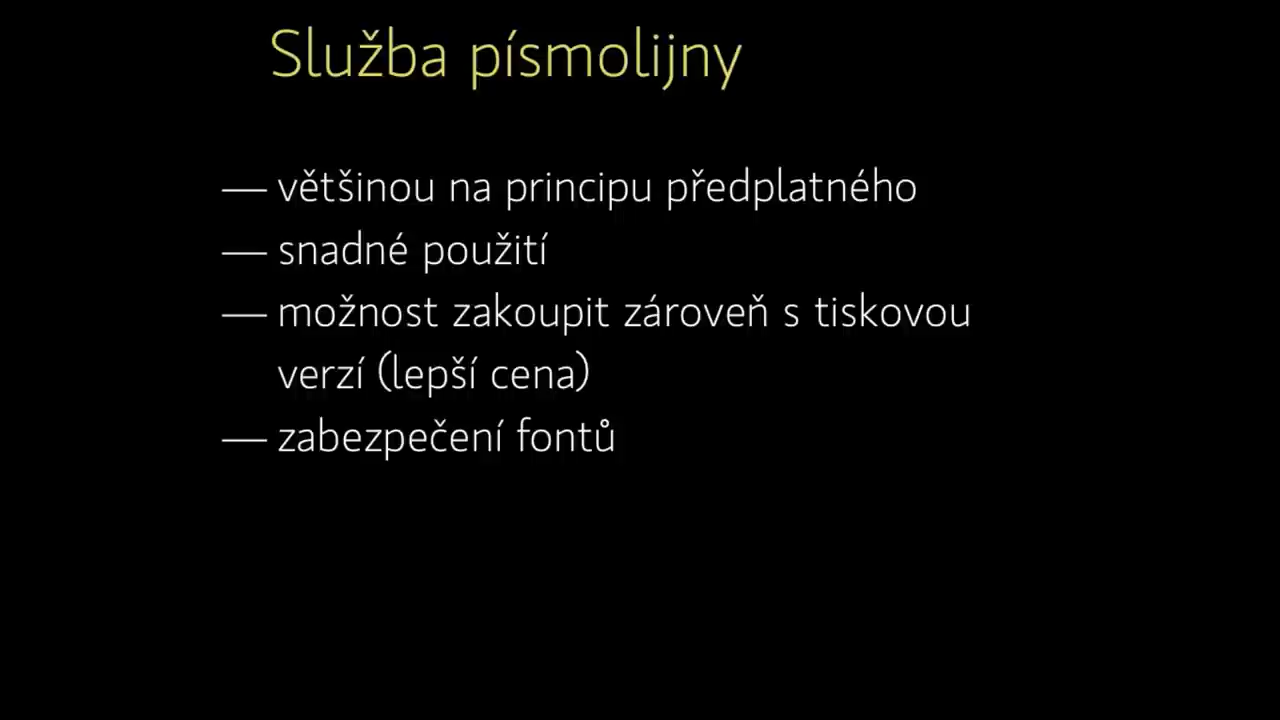 Služba písmolijny
— většinou na principu předplatného
— snadné použití
— možnost zakoupit zároveň s tiskovou
verzí (lepší cena)
— zabezpečení fontů